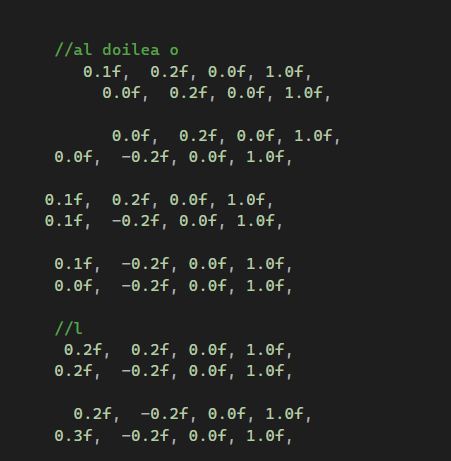 //al doilea o
0.1f,  0.2f, 0.0f, 1.0f,
0.0f,  0.2f, 0.0f, 1.0f,
0.0f,  0.2f, 0.0f, 1.0f,
0.0f,  -0.2f, 0.0f, 1.0f,
0.1f,  0.2f, 0.0f, 1.0f,
0.1f,  -0.2f, 0.0f, 1.0f,
0.1f,  -0.2f, 0.0f, 1.0f,
0.0f,  -0.2f, 0.0f, 1.0f,
//l
0.2f,  0.2f, 0.0f, 1.0f,
0.2f,  -0.2f, 0.0f, 1.0f,
0.2f,  -0.2f, 0.0f, 1.0f,
0.3f,  -0.2f, 0.0f, 1.0f,